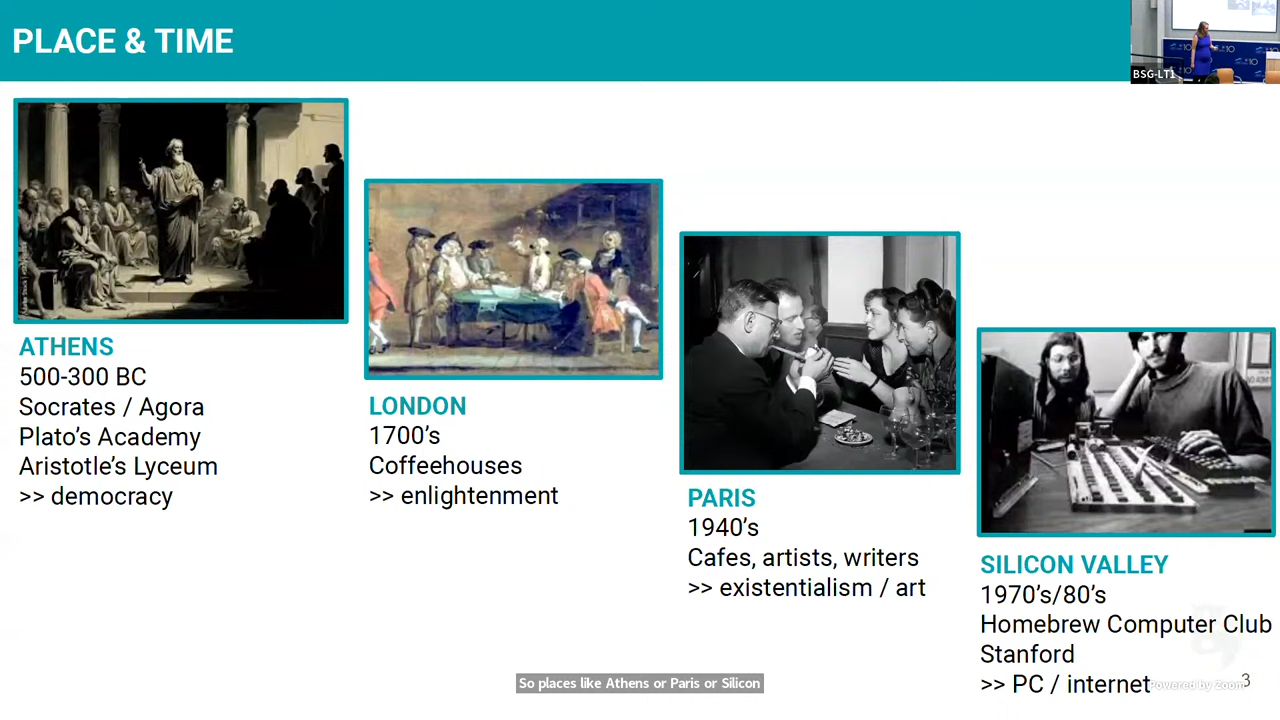 PLACE & TIME
BSG-LT1
ATHENS
500-300 BC
Socrates / Agora
Plato's Academy
Aristotle's Lyceum
>> democracy
LONDON
1700's
Coffeehouses
>> enlightenment
PARIS
1940's
Cafes, artists, writers
>> existentialism / art
SILICON VALLEY
1970's/80's
Homebrew Computer Club
Stanford
>> PC / internet
So places like Athens or Paris or Silicon
Powered by Zoom
3